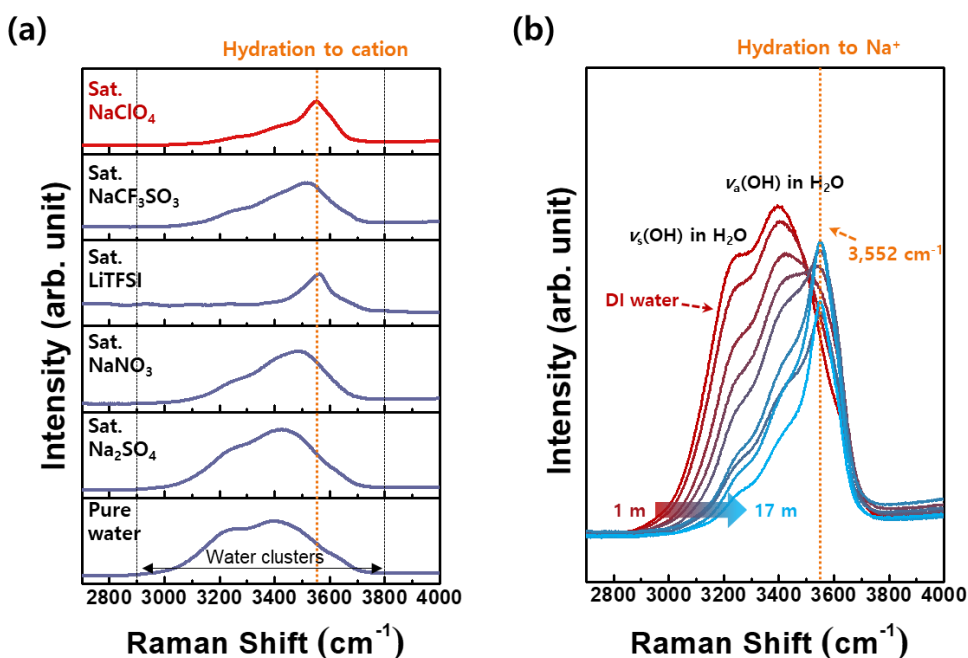 (a)
Hydration to cation
Sat.
NaClO₄
Sat.
NaCF₃SO₃
Sat.
LiTFSI
Sat.
NaNO₃
Sat.
Na₂SO₄
Pure
water
Water clusters
Intensity (arb. unit)
2800 3000 3200 3400 3600 3800 4000
Raman Shift (cm⁻¹)
(b)
Hydration to Na⁺
νa(OH) in H₂O
νs(OH) in H₂O
3,552 cm⁻¹
DI water
1 m
17 m
Intensity (arb. unit)
2800 3000 3200 3400 3600 3800 4000
Raman Shift (cm⁻¹)